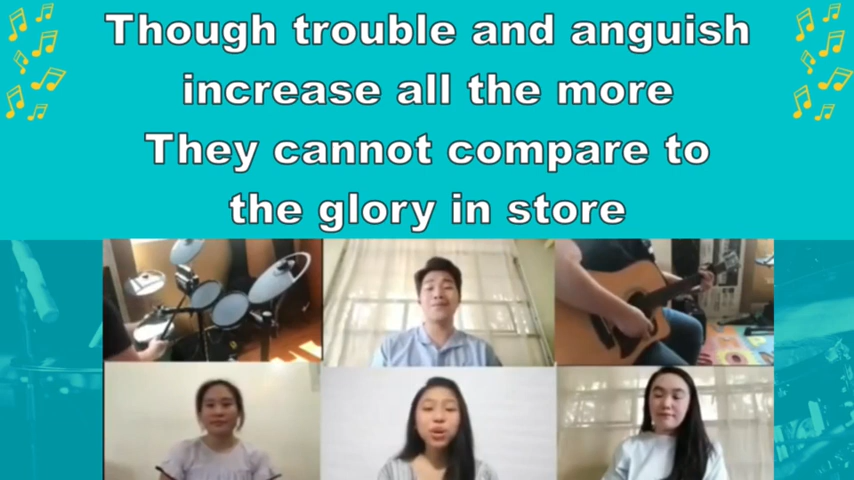 Though trouble and anguish
increase all the more
They cannot compare to
the glory in store